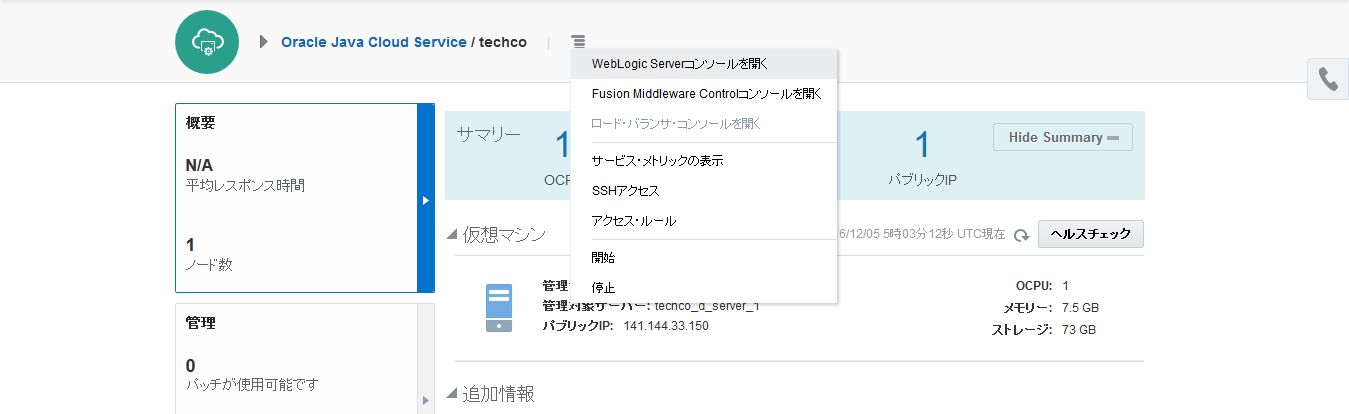 Oracle Java Cloud Service / techco
WebLogic Serverコンソールを開く
Fusion Middleware Controlコンソールを開く
ロード・バランサ・コンソールを開く
サービス・メトリックの表示
SSHアクセス
アクセス・ルール
開始
停止
概要
N/A
平均レスポンス時間
1
ノード数
管理
0
パッチが使用可能です
サマリー
1
1
Hide Summary
パブリックIP
仮想マシン
6/12/05 5時03分12秒 UTC現在
ヘルスチェック
管理対象サーバー: techco_d_server_1
パブリックIP: 141.144.33.150
OCPU: 1
メモリー: 7.5 GB
ストレージ: 73 GB
追加情報